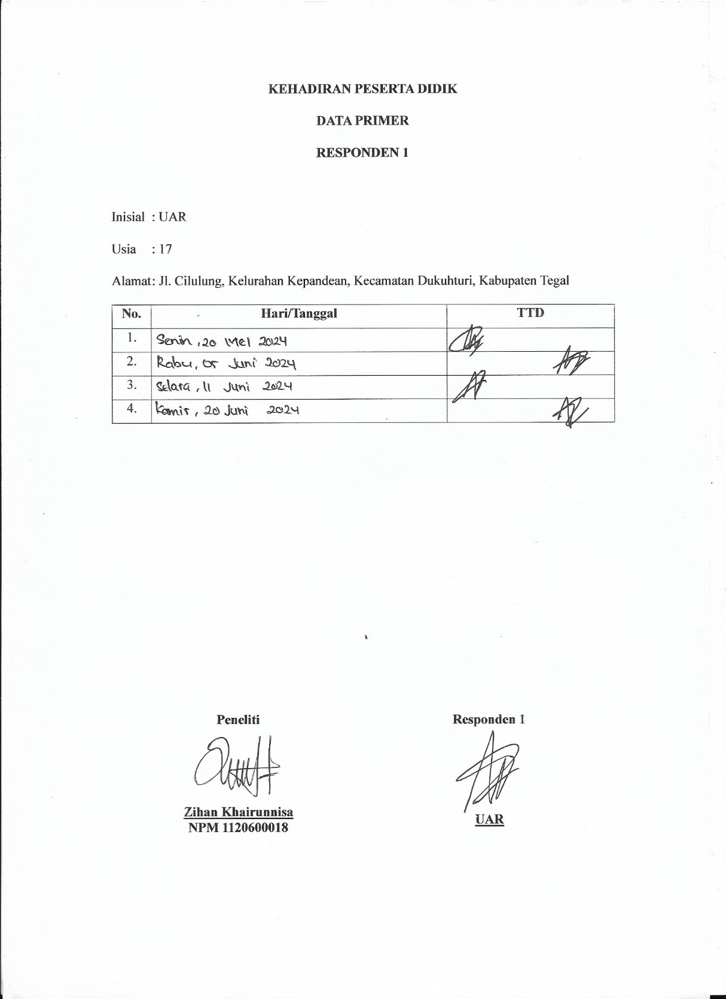 KEHADIRAN PESERTA DIDIK
DATA PRIMER
RESPONDEN 1
Inisial : UAR
Usia : 17
Alamat: Jl. Cilulung, Kelurahan Kepandean, Kecamatan Dukuhturi, Kabupaten Tegal
No. Hari/Tanggal TTD
1. Senin, 20 Mei 2024
2. Rabu, 05 Juni 2024
3. Selasa, 11 Juni 2024
4. Kamis, 20 Juni 2024
Peneliti Responden 1
Zihan Khairunnisa
UAR
NPM 1120600018